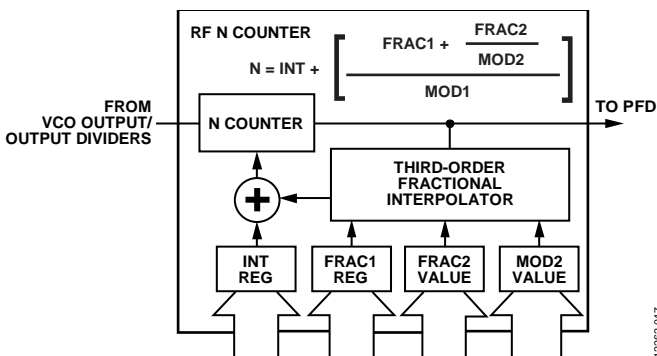 RF N COUNTER
N = INT +
FRAC1 +
FRAC2
MOD2
MOD1
FROM
VCO OUTPUT/
OUTPUT DIVIDERS
N COUNTER
TO PFD
THIRD-ORDER
FRACTIONAL
INTERPOLATOR
+
INT
REG
FRAC1
REG
FRAC2
VALUE
MOD2
VALUE